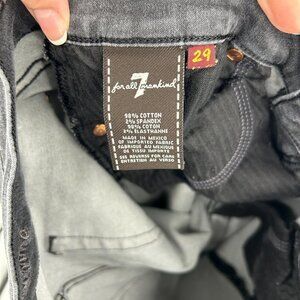 7
for all mankind
29
98% COTTON
2% SPANDEX
98% COTON
2% ELASTHANNE
MADE IN MEXICO
OF IMPORTED FABRIC
FABRIQUE AU MEXIQUE
DE TISSU IMPORTE
SEE REVERSE FOR CARE
ENTRETIEN AU VERSO